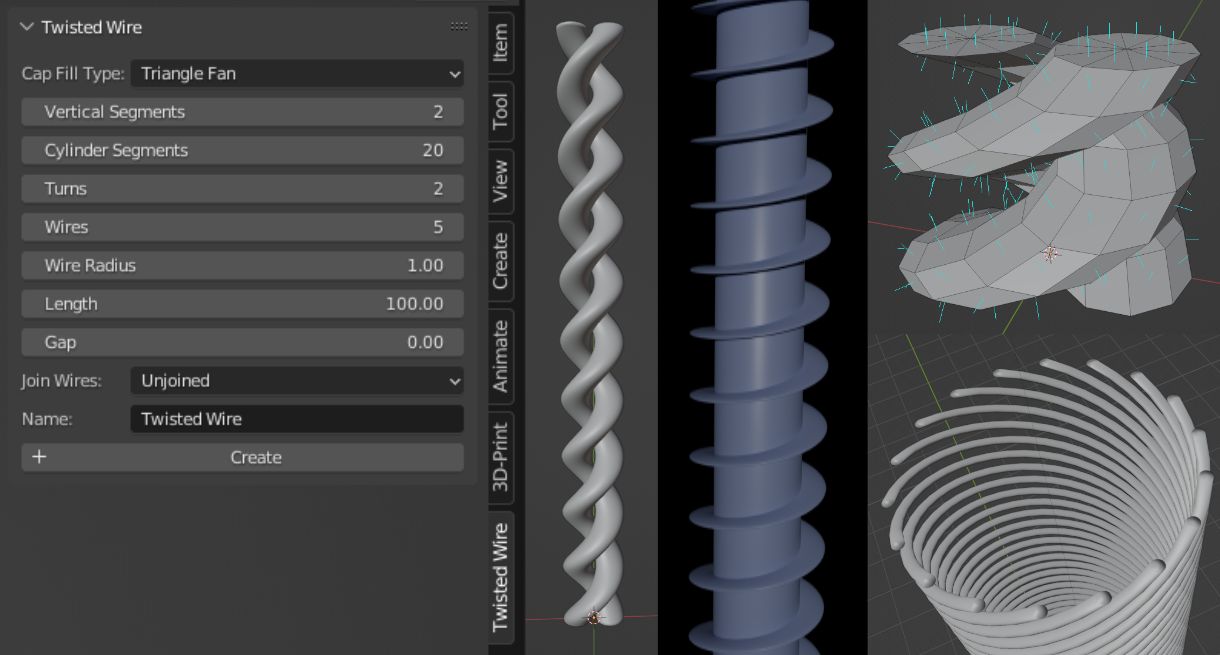 Twisted Wire
Cap Fill Type: Triangle Fan
Vertical Segments 2
Cylinder Segments 20
Turns 2
Wires 5
Wire Radius 1.00
Length 100.00
Gap 0.00
Join Wires: Unjoined
Name: Twisted Wire
+ Create
Item
Tool
View
Create
Animate
3D-Print
Twisted Wire